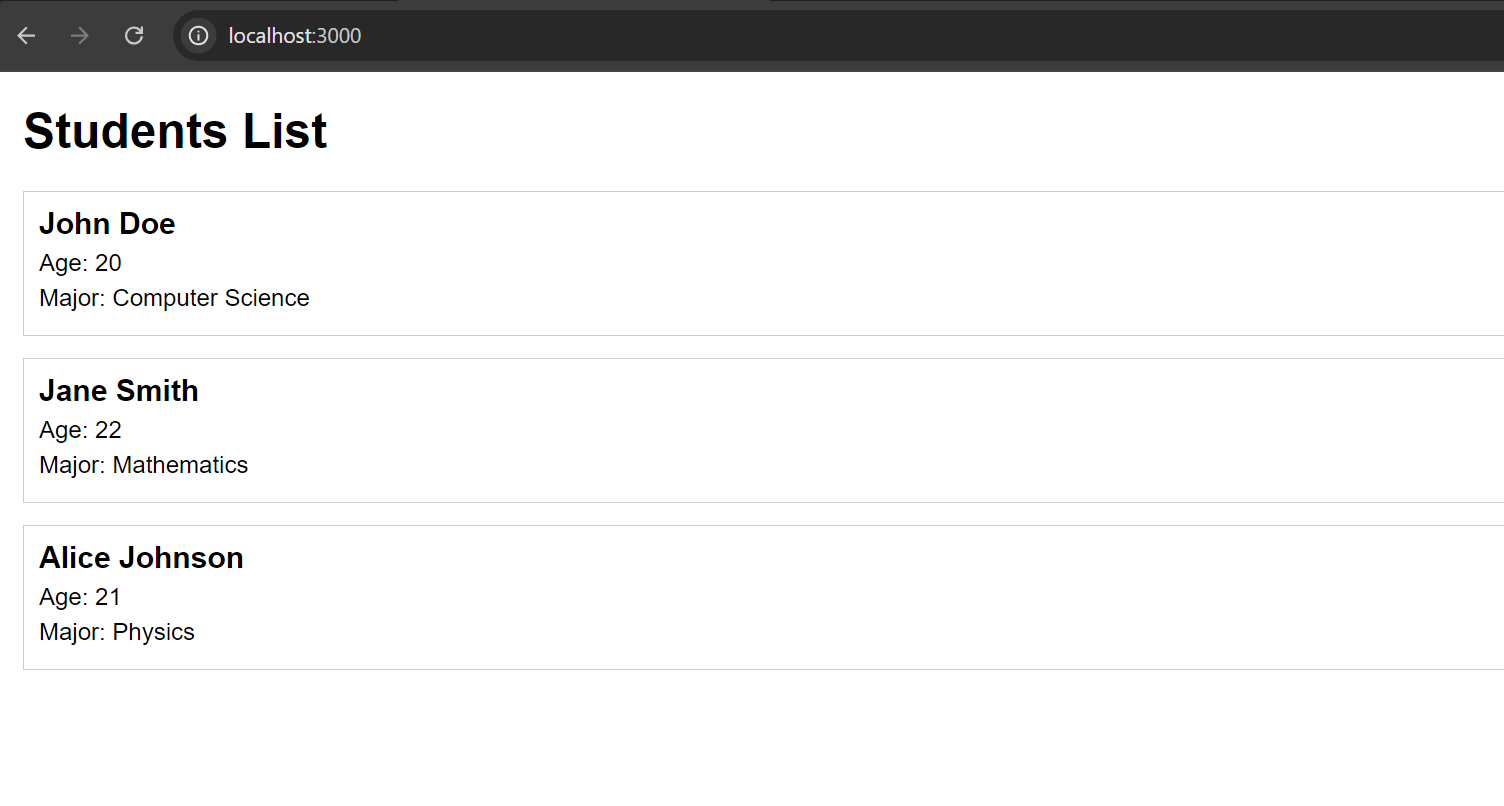 localhost:3000
Students List
John Doe
Age: 20
Major: Computer Science
Jane Smith
Age: 22
Major: Mathematics
Alice Johnson
Age: 21
Major: Physics